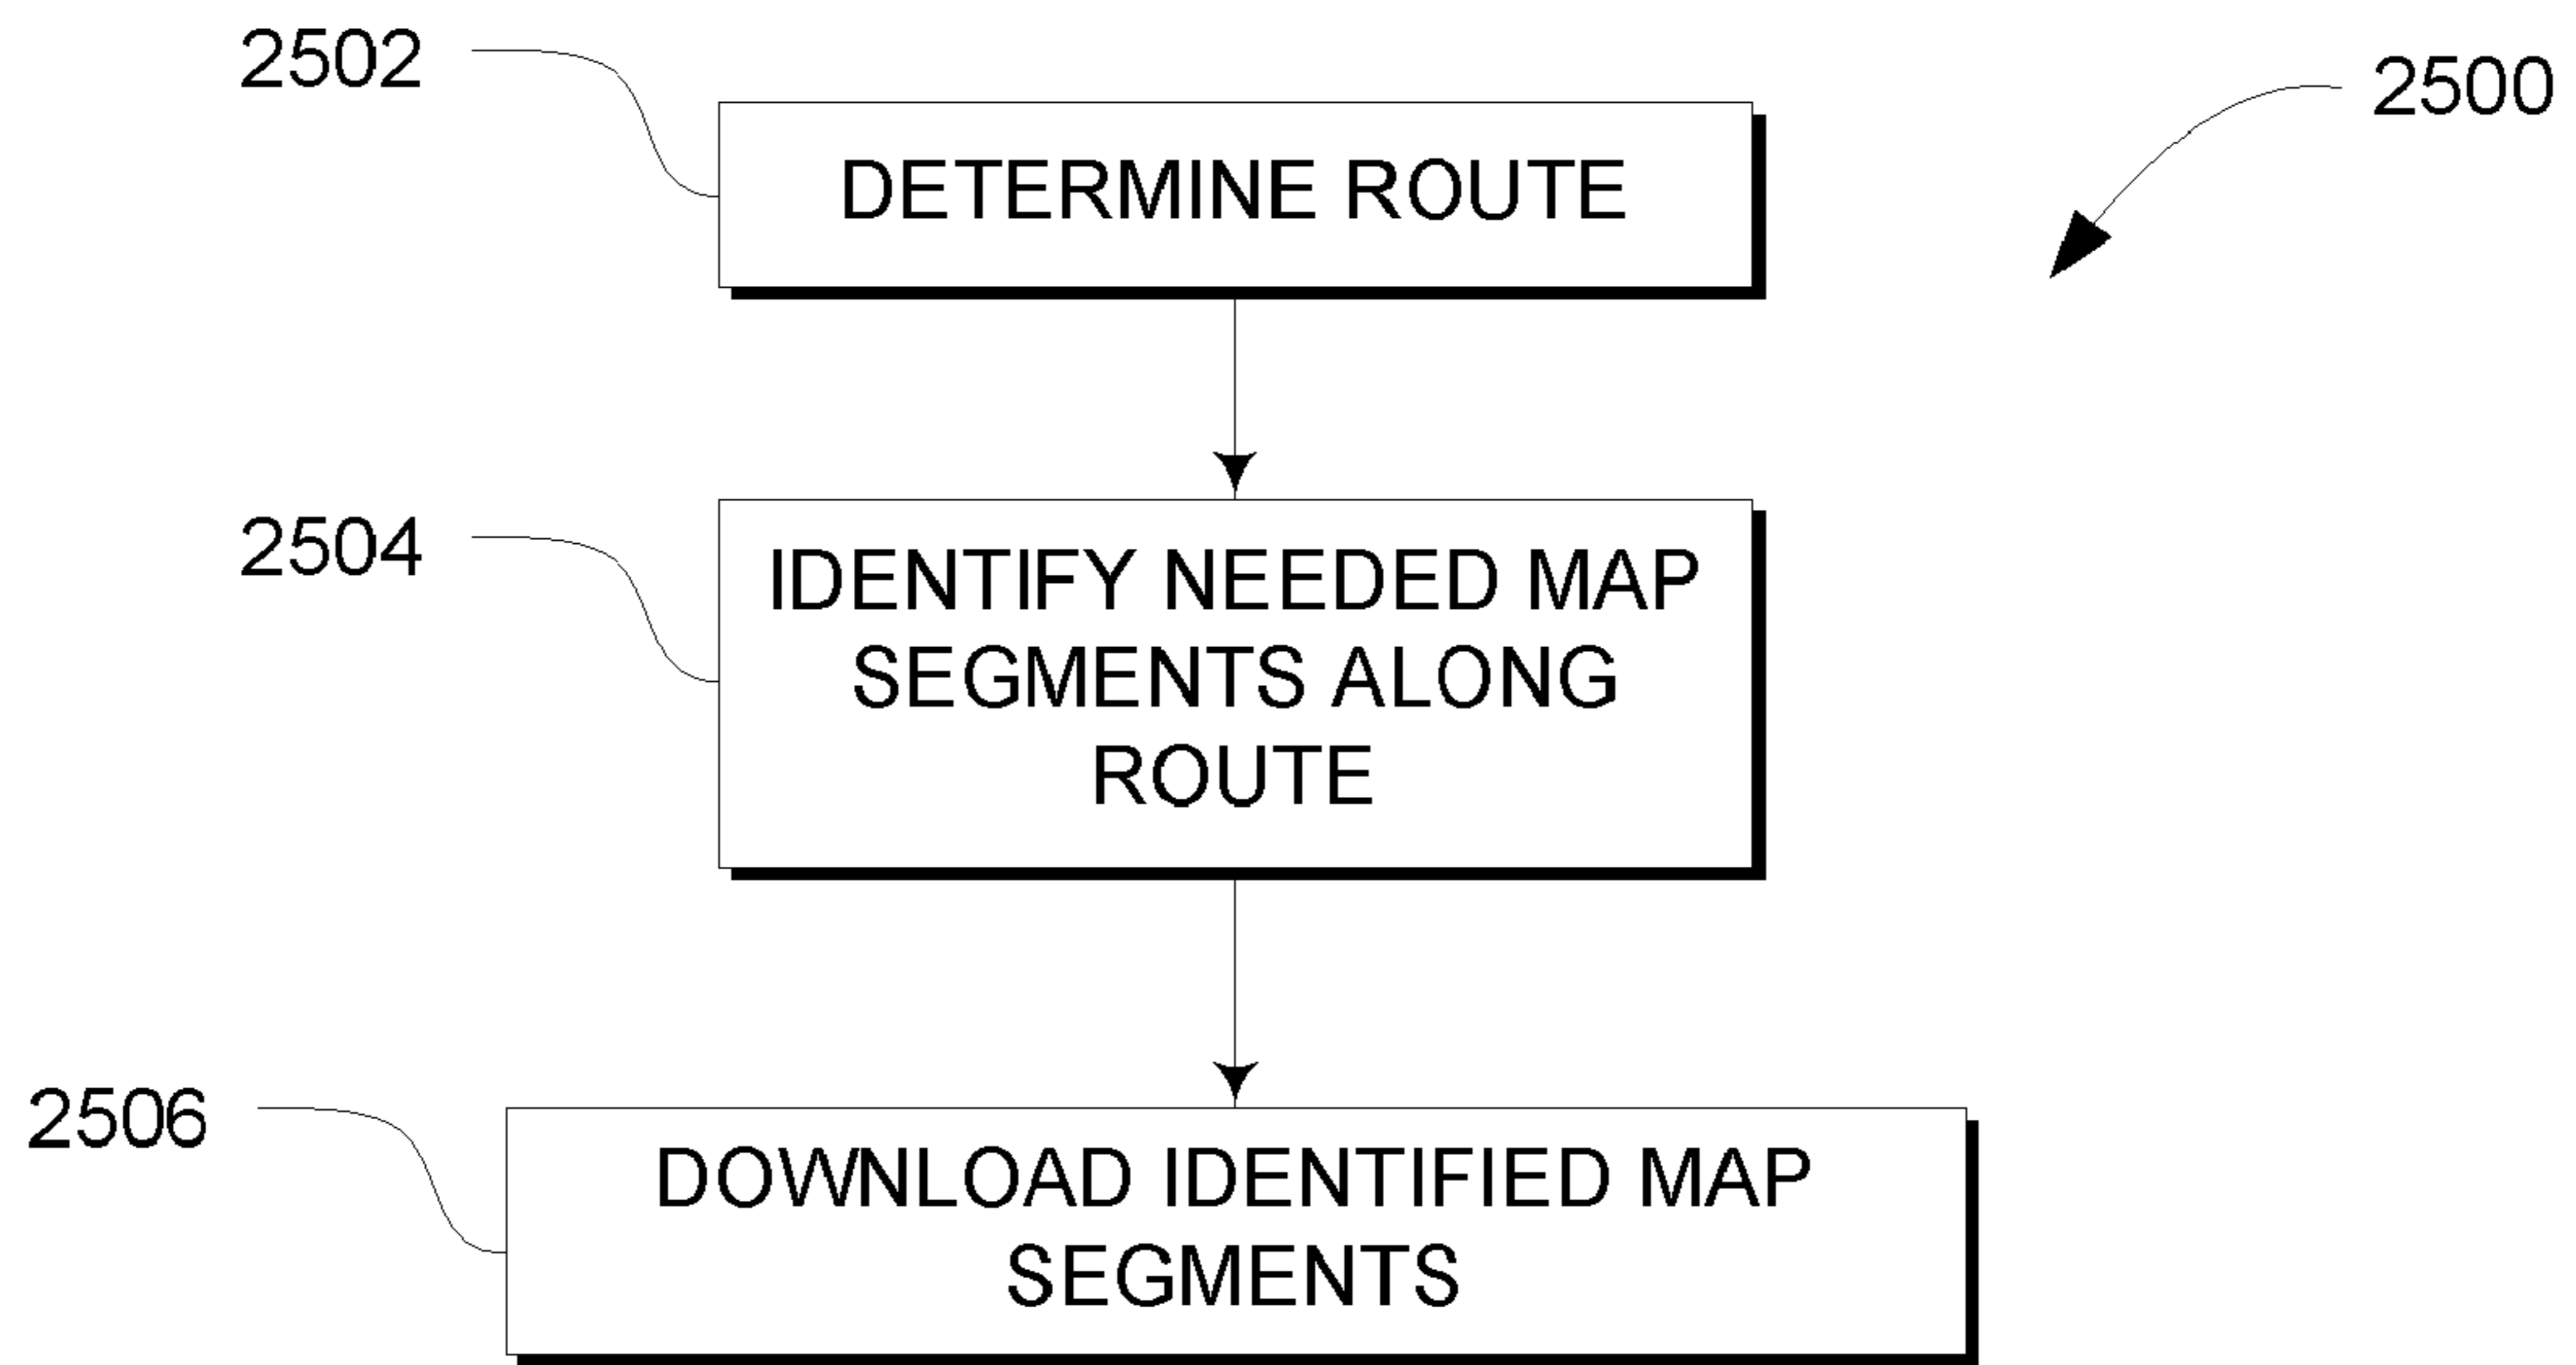 2502
2500
DETERMINE ROUTE
2504
IDENTIFY NEEDED MAP
SEGMENTS ALONG
ROUTE
2506
DOWNLOAD IDENTIFIED MAP
SEGMENTS